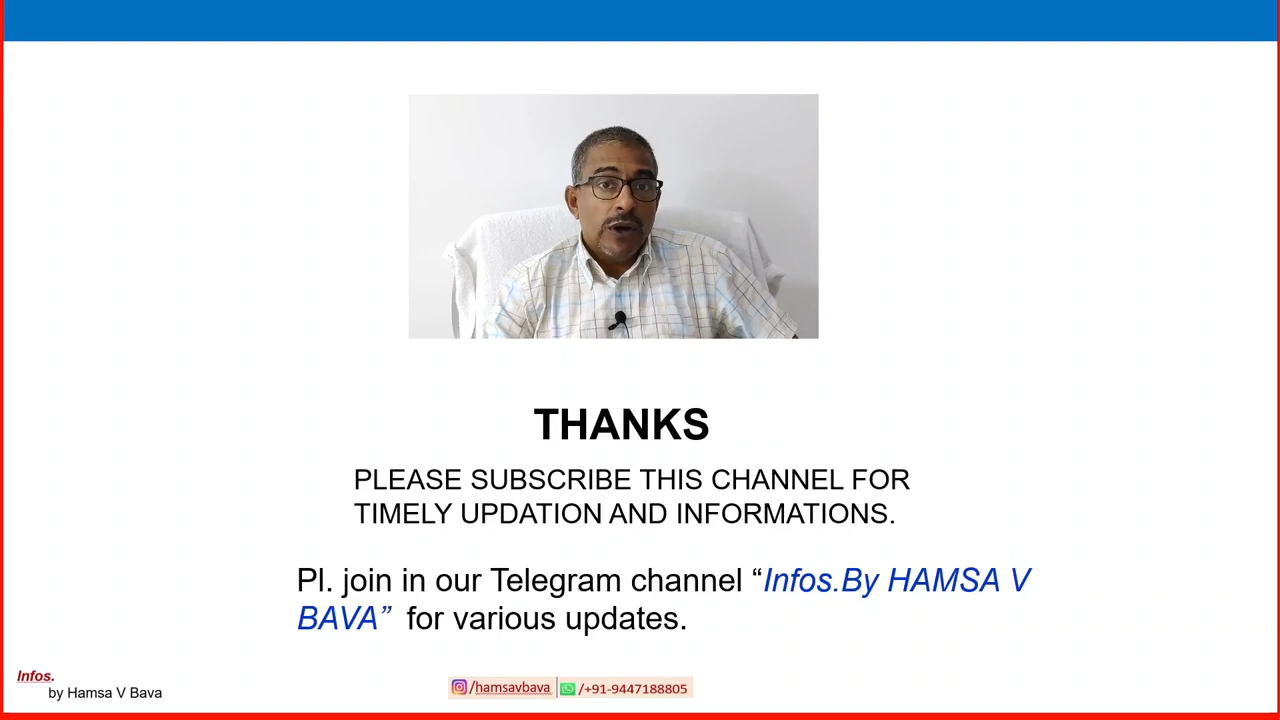 THANKS
PLEASE SUBSCRIBE THIS CHANNEL FOR
TIMELY UPDATION AND INFORMATIONS.
Pl. join in our Telegram channel “Infos.By HAMSA V
BAVA”  for various updates.
Infos.
by Hamsa V Bava
/hamsavbava /+91-9447188805